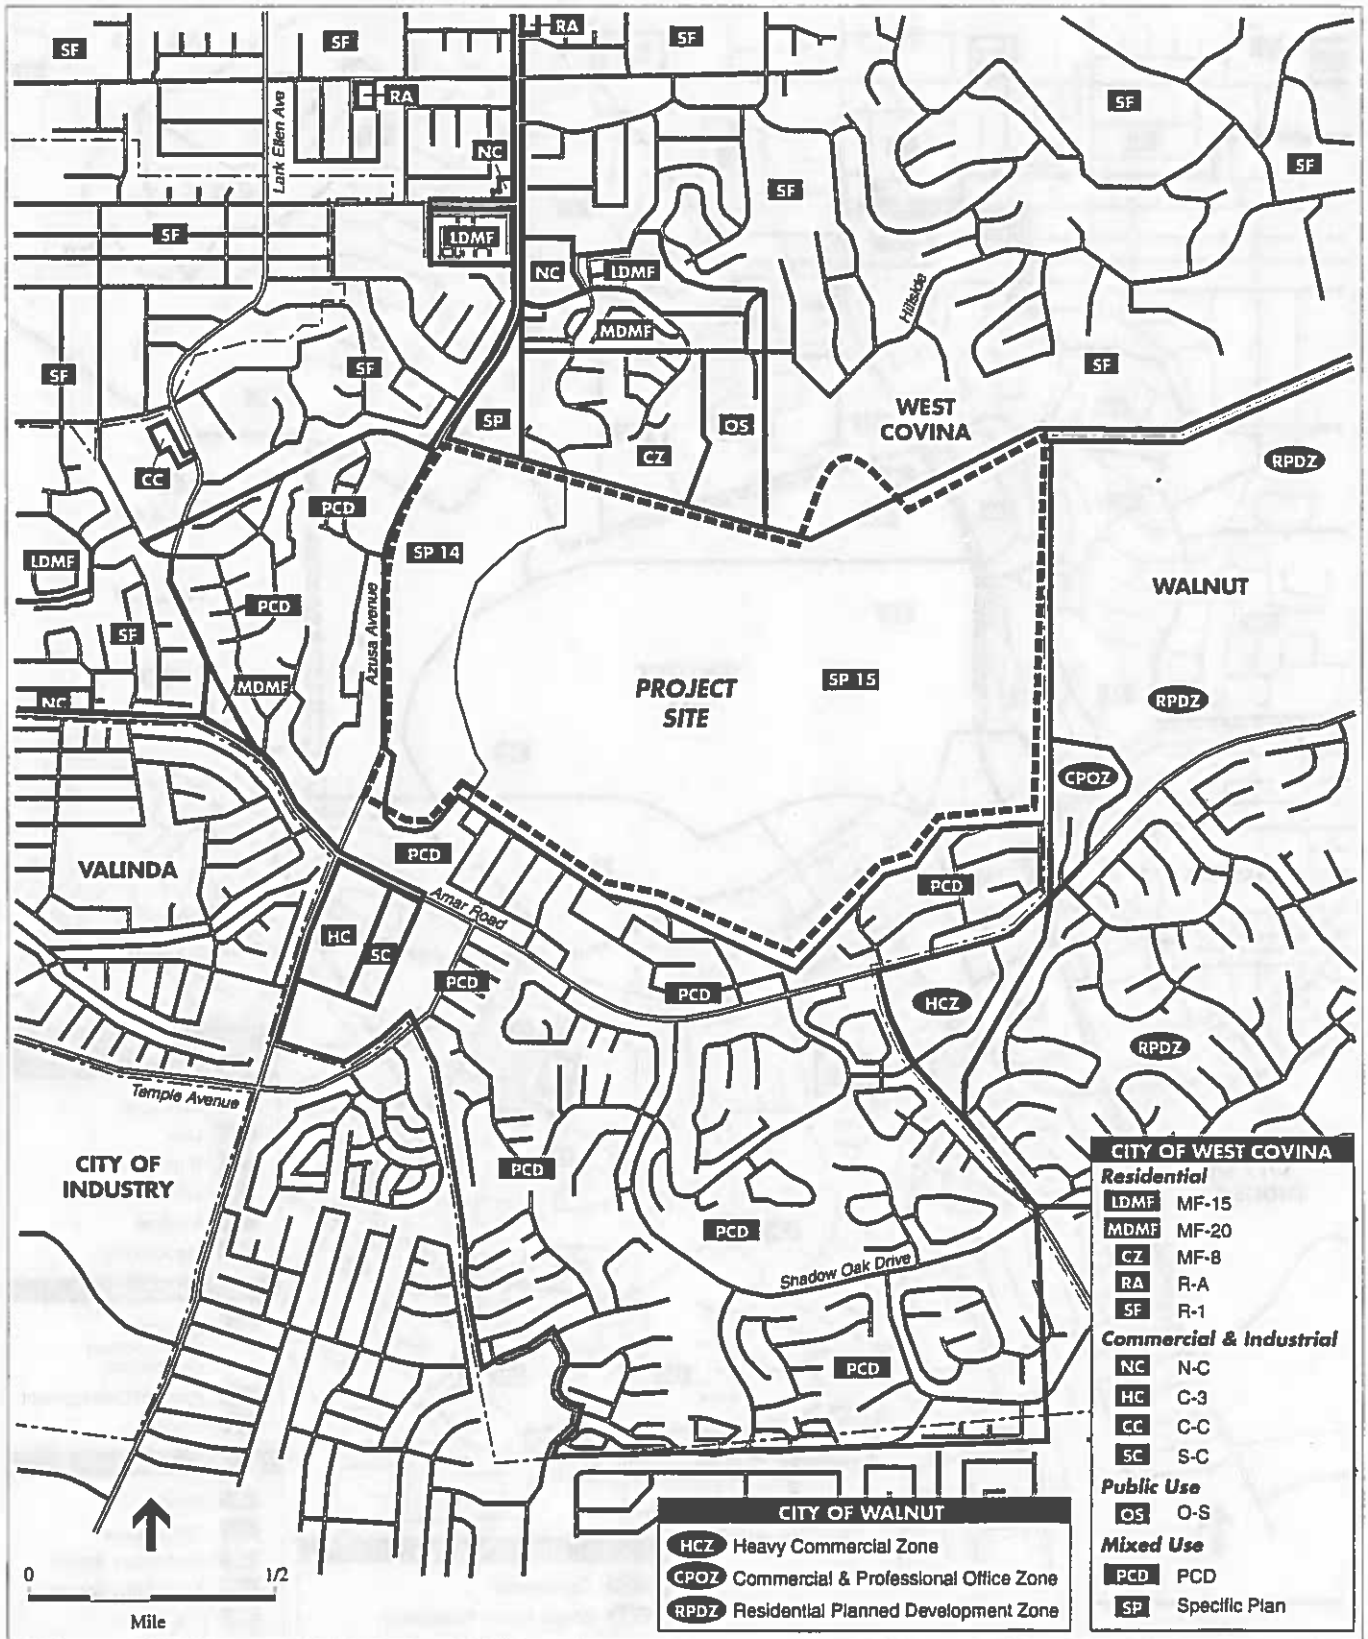 SF
SF
RA
SF
RA
SF
Lark Ellen Ave
NC
SF
SF
SF
LDMF
NC
LDMF
Hillside
MDMF
SF
SF
SF
SP
OS
WEST
COVINA
CZ
RPDZ
CC
PCD
SP 14
LDMF
WALNUT
PCD
Azusa Avenue
SF
MDMF
PROJECT
SITE
SP 15
NC
RPDZ
CPOZ
VALINDA
PCD
PCD
Amar Road
HC
SC
PCD
PCD
HCZ
RPDZ
Temple Avenue
CITY OF
INDUSTRY
PCD
PCD
Shadow Oak Drive
PCD
CITY OF WEST COVINA
Residential
LDMF MF-15
MDMF MF-20
CZ MF-8
RA R-A
SF R-1
Commercial & Industrial
NC N-C
HC C-3
CC C-C
SC S-C
Public Use
OS O-S
Mixed Use
PCD PCD
SP Specific Plan
CITY OF WALNUT
HCZ Heavy Commercial Zone
CPOZ Commercial & Professional Office Zone
RPDZ Residential Planned Development Zone
0 1/2
Mile